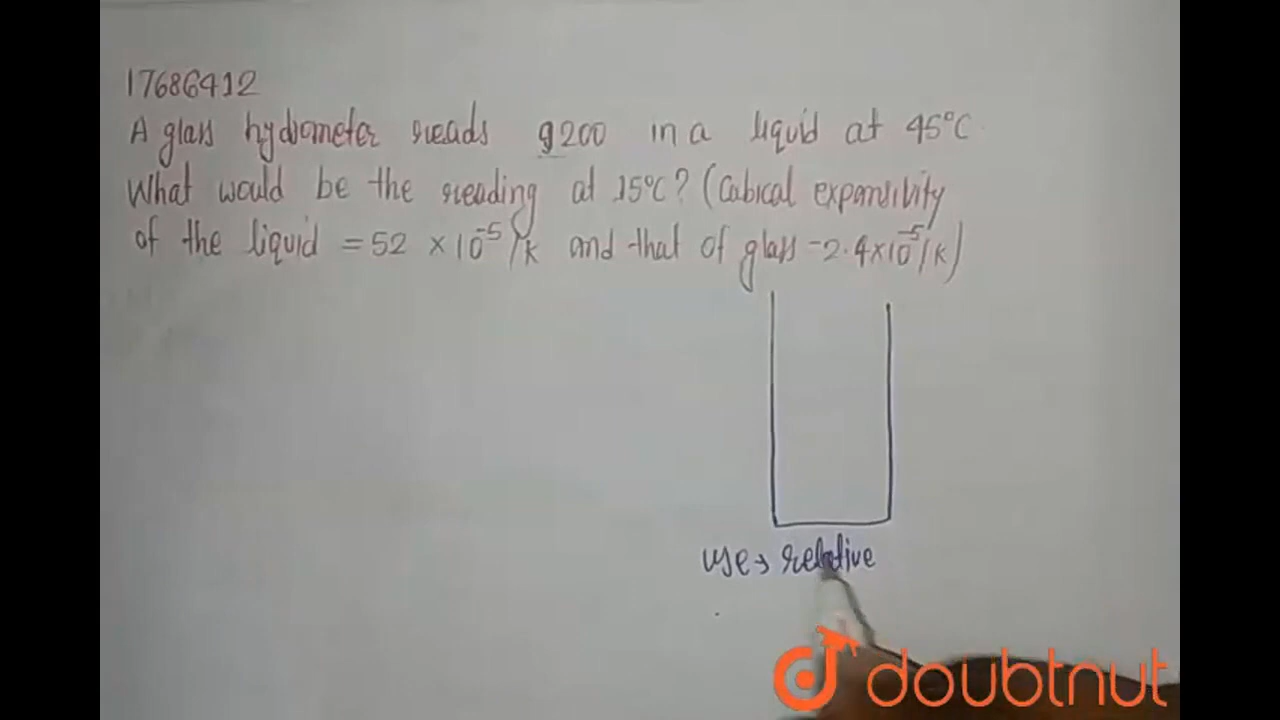 17686412
A glass hydrometer reads 9200 in a liquid at 45°C
What would be the reading at 15°C? (Cabical expansivity
of the liquid = 52 × 10⁻⁵/k and that of glass = 2.4×10⁻⁵/k)
use → relative
doubtnut